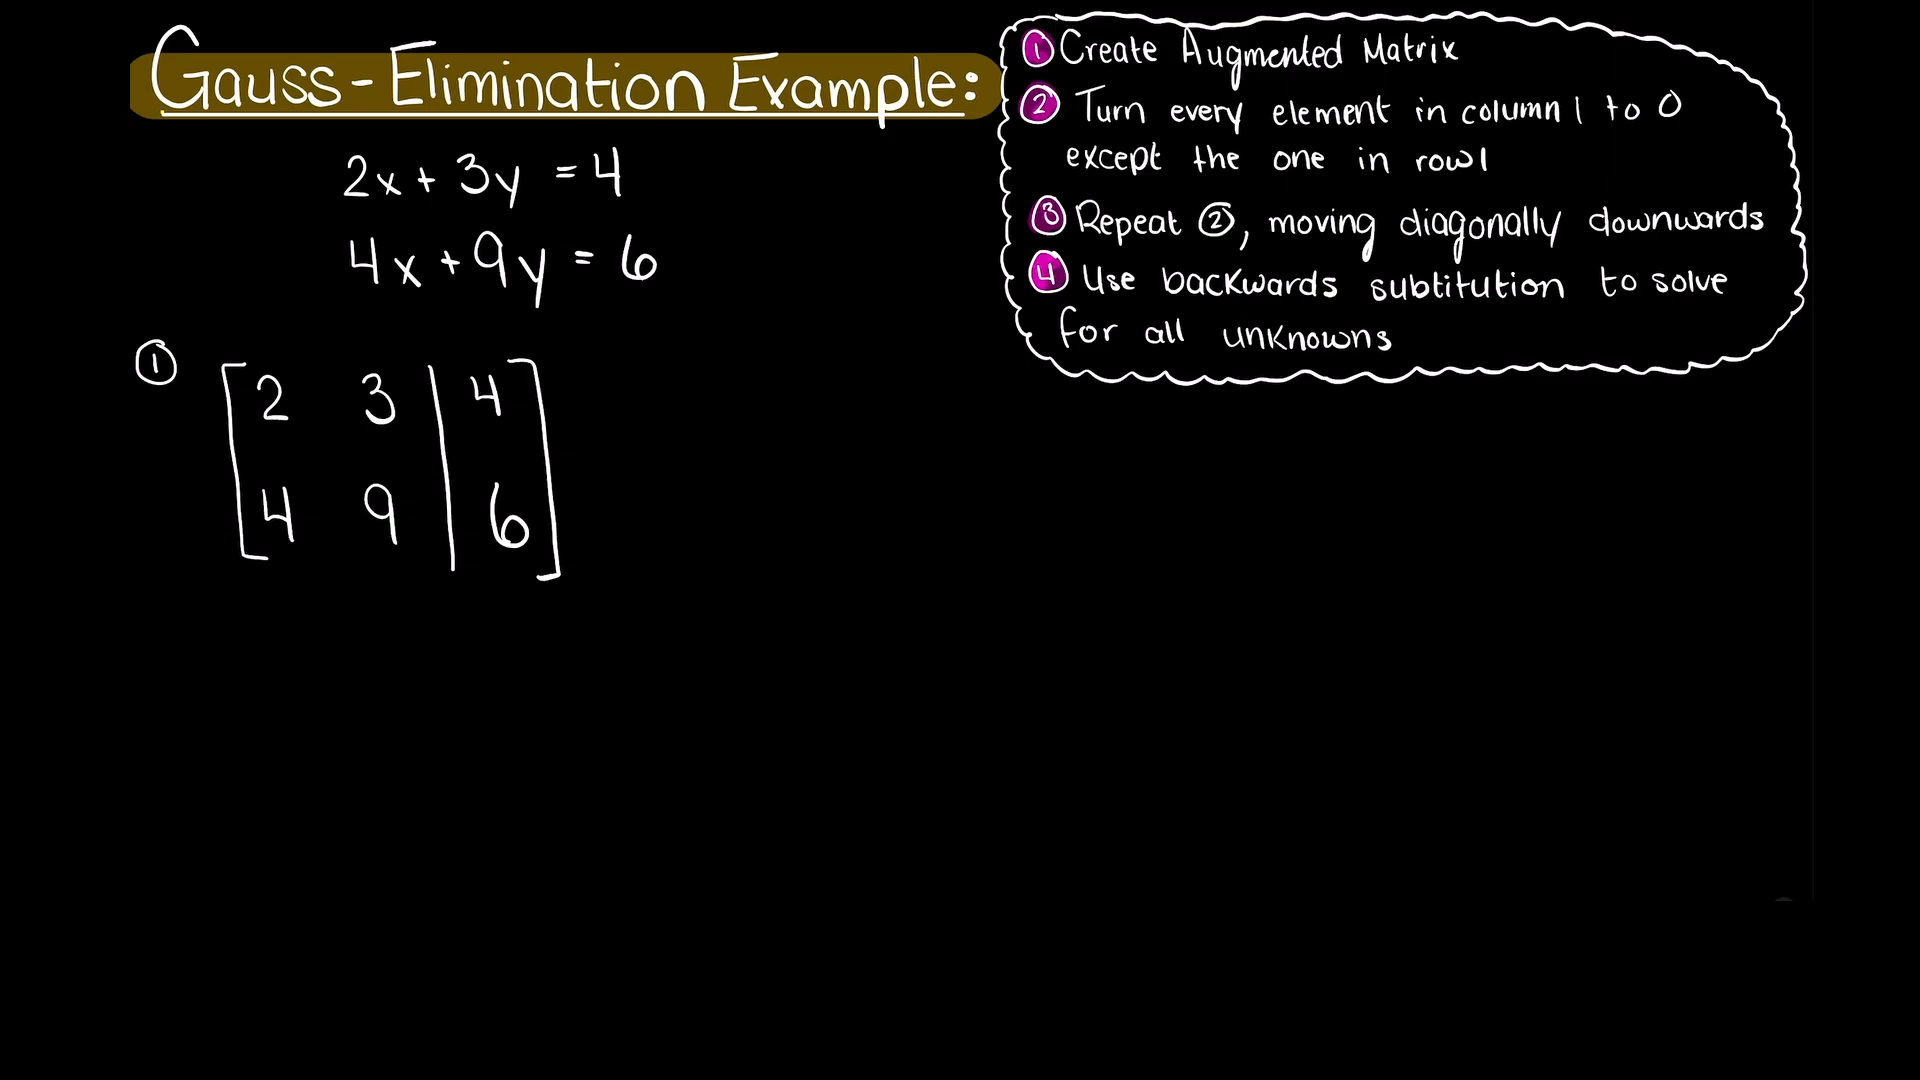 Gauss-Elimination Example:
2x + 3y = 4
4x + 9y = 6
① Create Augmented Matrix
② Turn every element in column 1 to 0
except the one in row 1
③ Repeat ②, moving diagonally downwards
④ Use backwards subtitution to solve
for all unknowns
①
2 3 | 4
4 9 | 6